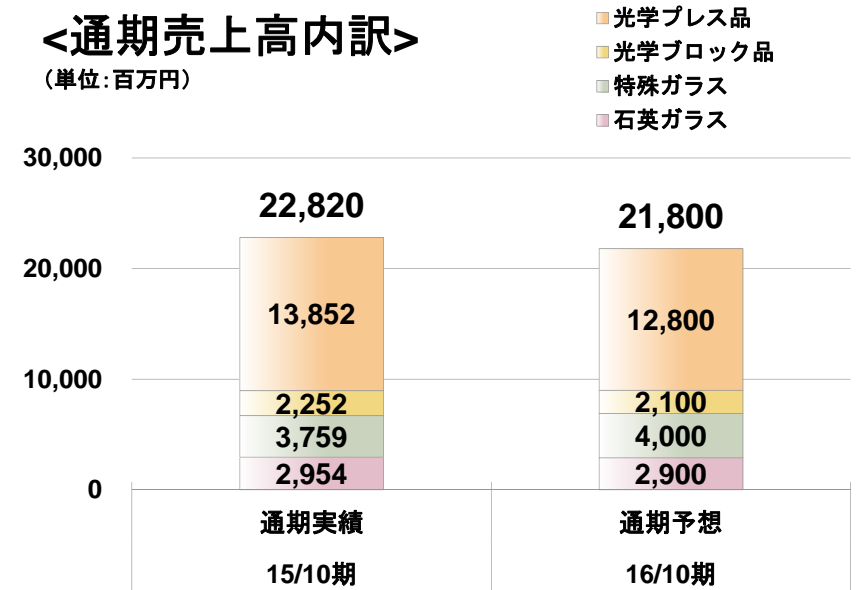 <通期売上高内訳>
（単位：百万円）
光学プレス品
光学ブロック品
特殊ガラス
石英ガラス
30,000
20,000
10,000
0
22,820
13,852
2,252
3,759
2,954
21,800
12,800
2,100
4,000
2,900
通期実績
通期予想
15/10期
16/10期